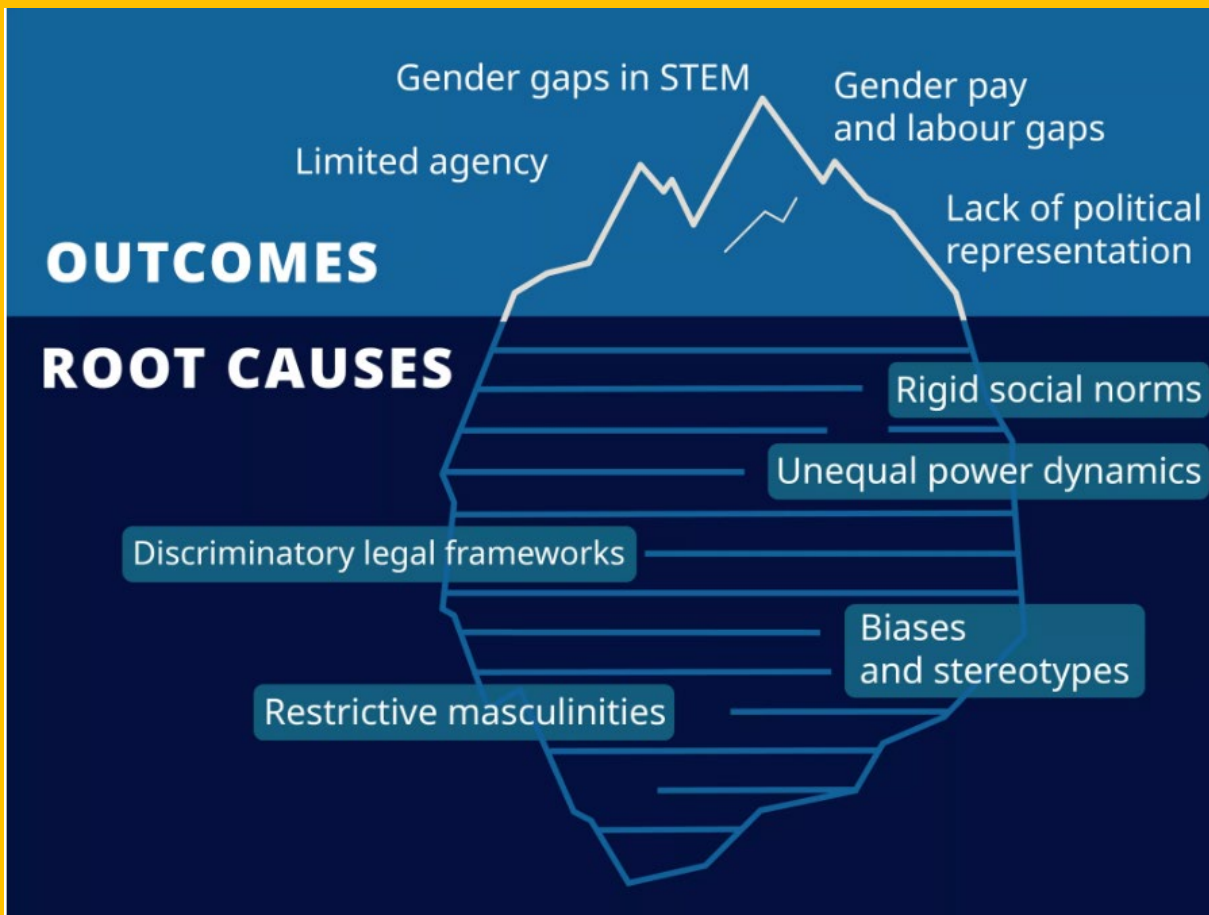 Gender gaps in STEM
Gender pay
and labour gaps
Limited agency
Lack of political
representation
OUTCOMES
ROOT CAUSES
Rigid social norms
Unequal power dynamics
Discriminatory legal frameworks
Biases
and stereotypes
Restrictive masculinities